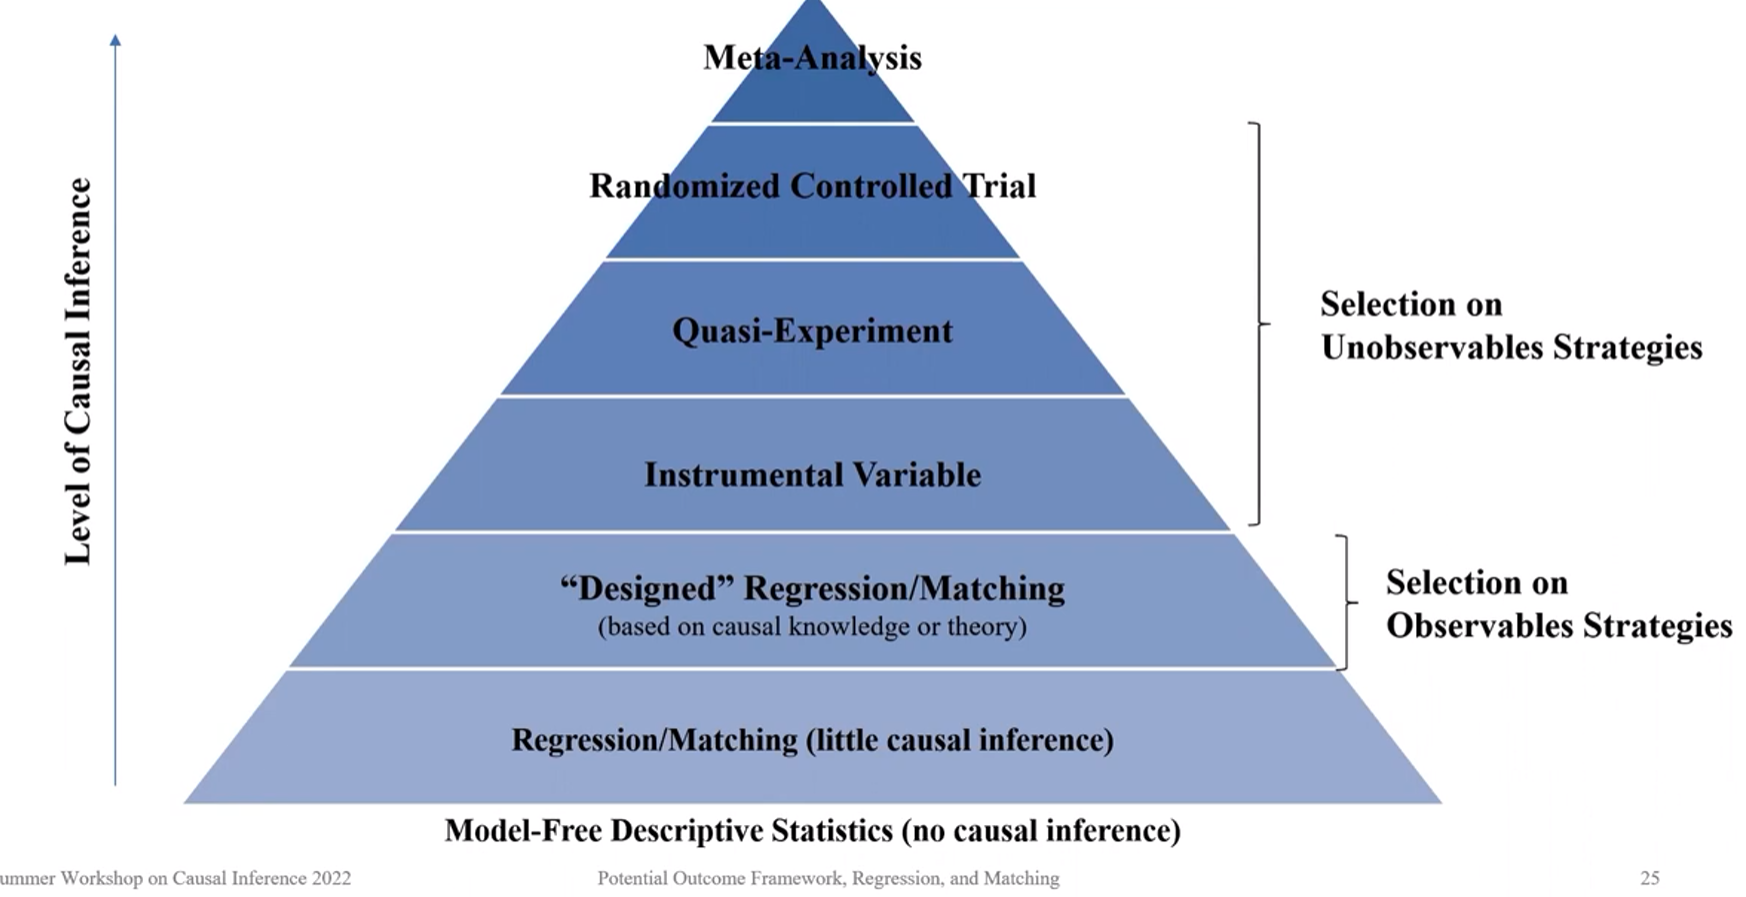 Level of Causal Inference
Meta-Analysis
Randomized Controlled Trial
Quasi-Experiment
Instrumental Variable
“Designed” Regression/Matching
(based on causal knowledge or theory)
Regression/Matching (little causal inference)
Model-Free Descriptive Statistics (no causal inference)
Selection on
Unobservables Strategies
Selection on
Observables Strategies
ummer Workshop on Causal Inference 2022
Potential Outcome Framework, Regression, and Matching
25